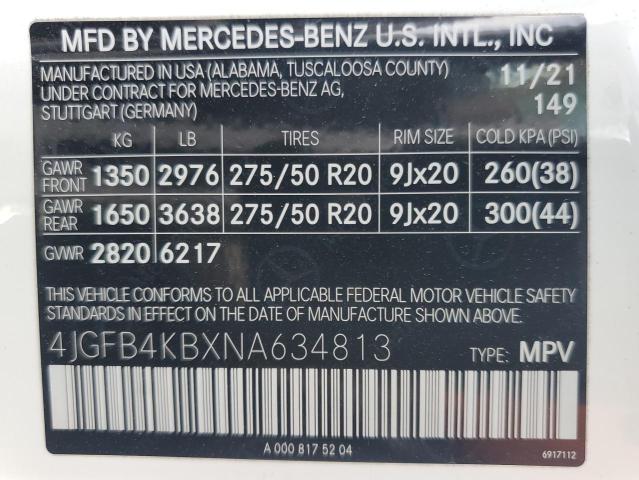 MFD BY MERCEDES-BENZ U.S. INTL., INC
MANUFACTURED IN USA (ALABAMA, TUSCALOOSA COUNTY) 11/21
UNDER CONTRACT FOR MERCEDES-BENZ AG,
STUTTGART (GERMANY) 149
KG LB TIRES RIM SIZE COLD KPA (PSI)
GAWR FRONT 1350 2976 275/50 R20 9Jx20 260(38)
GAWR REAR 1650 3638 275/50 R20 9Jx20 300(44)
GVWR 2820 6217
THIS VEHICLE CONFORMS TO ALL APPLICABLE FEDERAL MOTOR VEHICLE SAFETY
STANDARDS IN EFFECT ON THE DATE OF MANUFACTURE SHOWN ABOVE.
4JGFB4KBXNA634813 TYPE: MPV
A 000 817 52 04
6917112